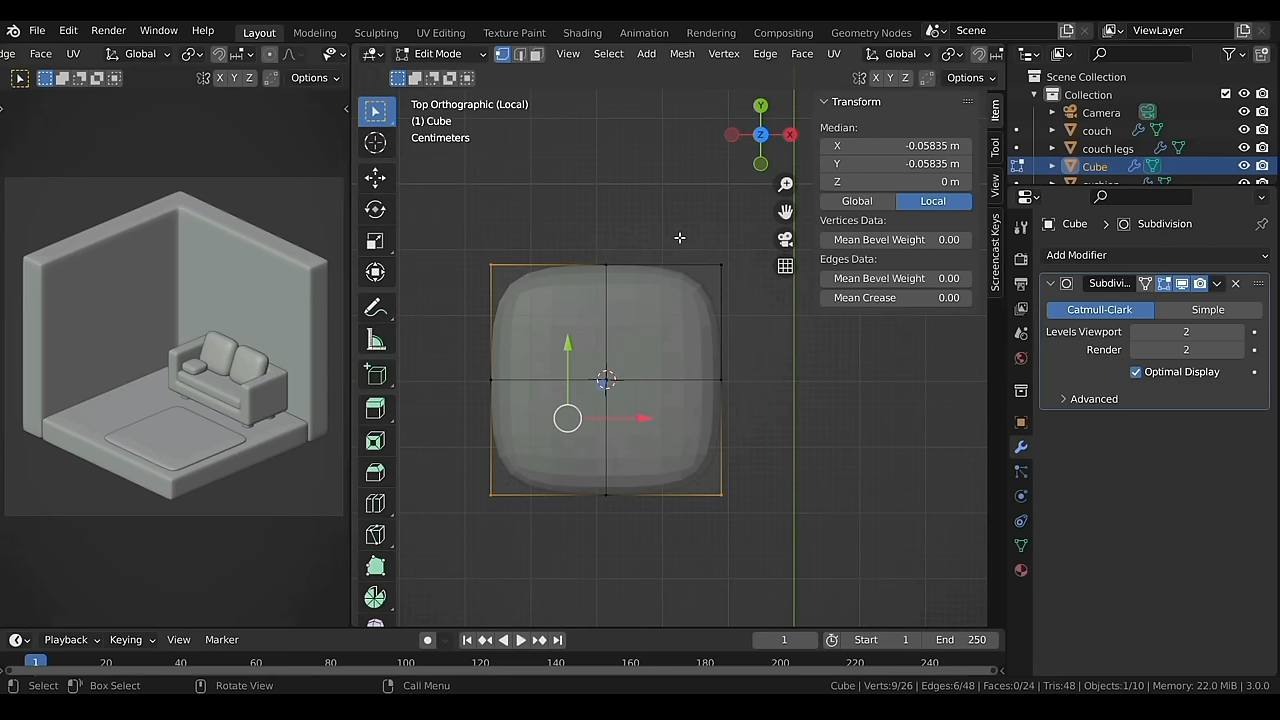 File Edit Render Window Help Layout Modeling Sculpting UV Editing Texture Paint Shading Animation Rendering Compositing Geometry Nodes Scene ViewLayer
Face UV Global Edit Mode View Select Add Mesh Vertex Edge Face UV Global
X Y Z Options X Y Z Options
Top Orthographic (Local)
(1) Cube
Centimeters
Y
Z
X
Transform
Median:
X -0.05835 m
Y -0.05835 m
Z 0 m
Global Local
Vertices Data:
Mean Bevel Weight 0.00
Edges Data:
Mean Bevel Weight 0.00
Mean Crease 0.00
Item
Tool
View
Screencast Keys
Scene Collection
Collection
Camera
couch
couch legs
Cube
Cube Subdivision
Add Modifier
Subdivi...
Catmull-Clark Simple
Levels Viewport 2
Render 2
Optimal Display
Advanced
Playback Keying View Marker 1 Start 1 End 250
1 20 40 60 80 100 120 140 160 180 200 220 240
Select Box Select Rotate View Call Menu Cube | Verts:9/26 | Edges:6/48 | Faces:0/24 | Tris:48 | Objects:1/10 | Memory: 22.0 MiB | 3.0.0